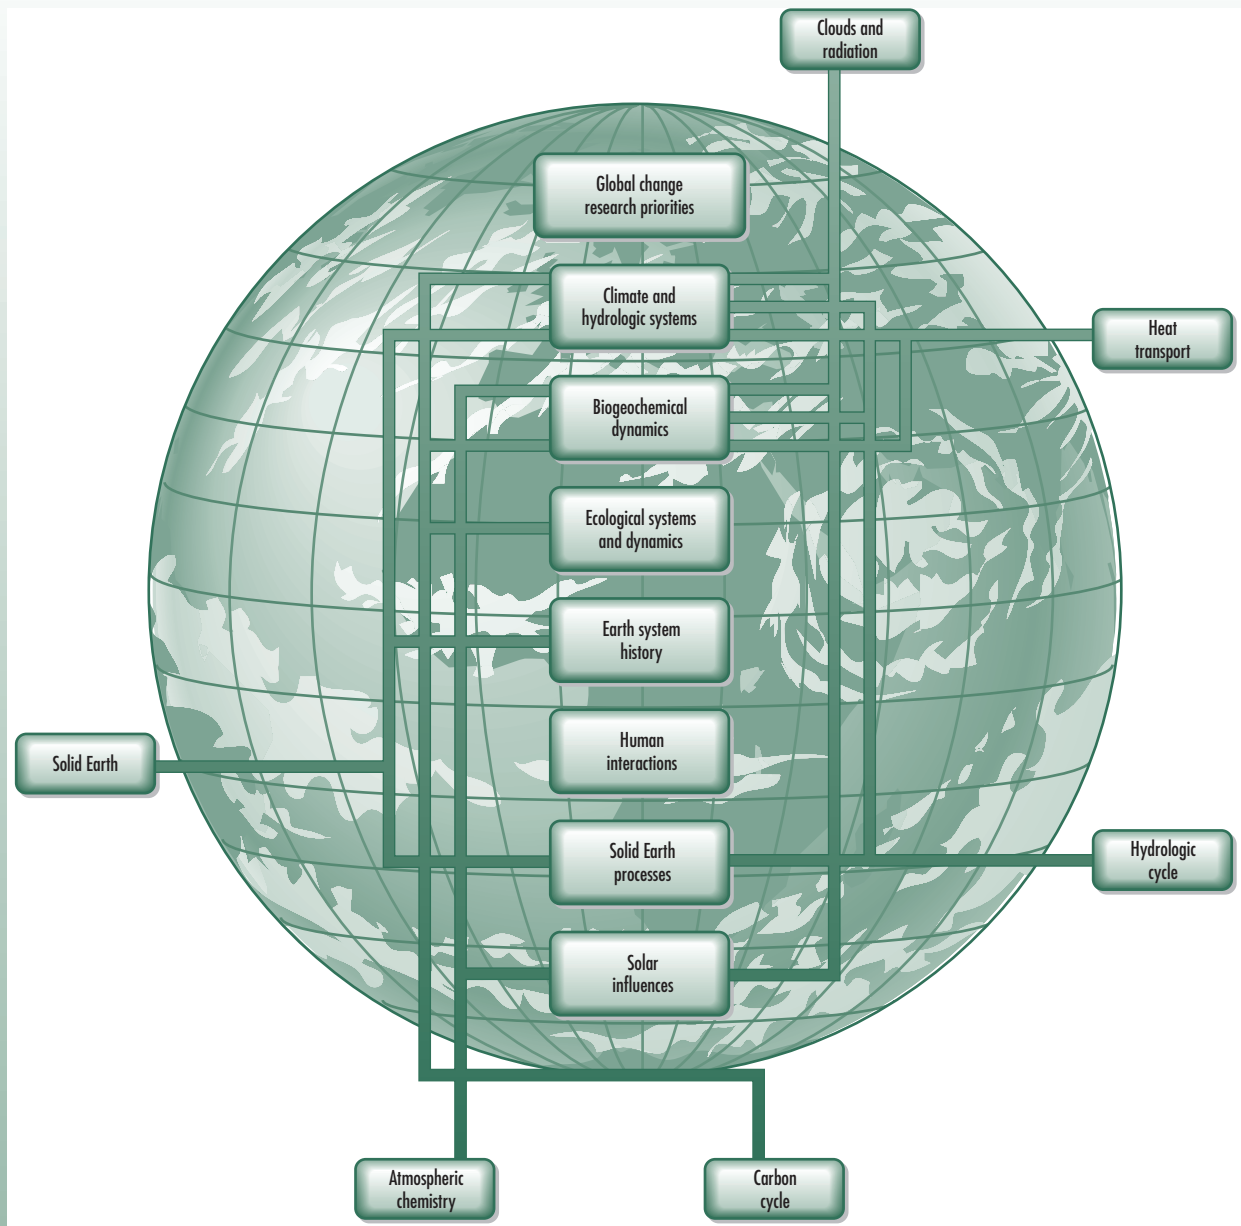 Clouds and
radiation
Global change
research priorities
Climate and
hydrologic systems
Heat
transport
Biogeochemical
dynamics
Ecological systems
and dynamics
Earth system
history
Human
interactions
Solid Earth
Solid Earth
processes
Hydrologic
cycle
Solar
influences
Atmospheric
chemistry
Carbon
cycle